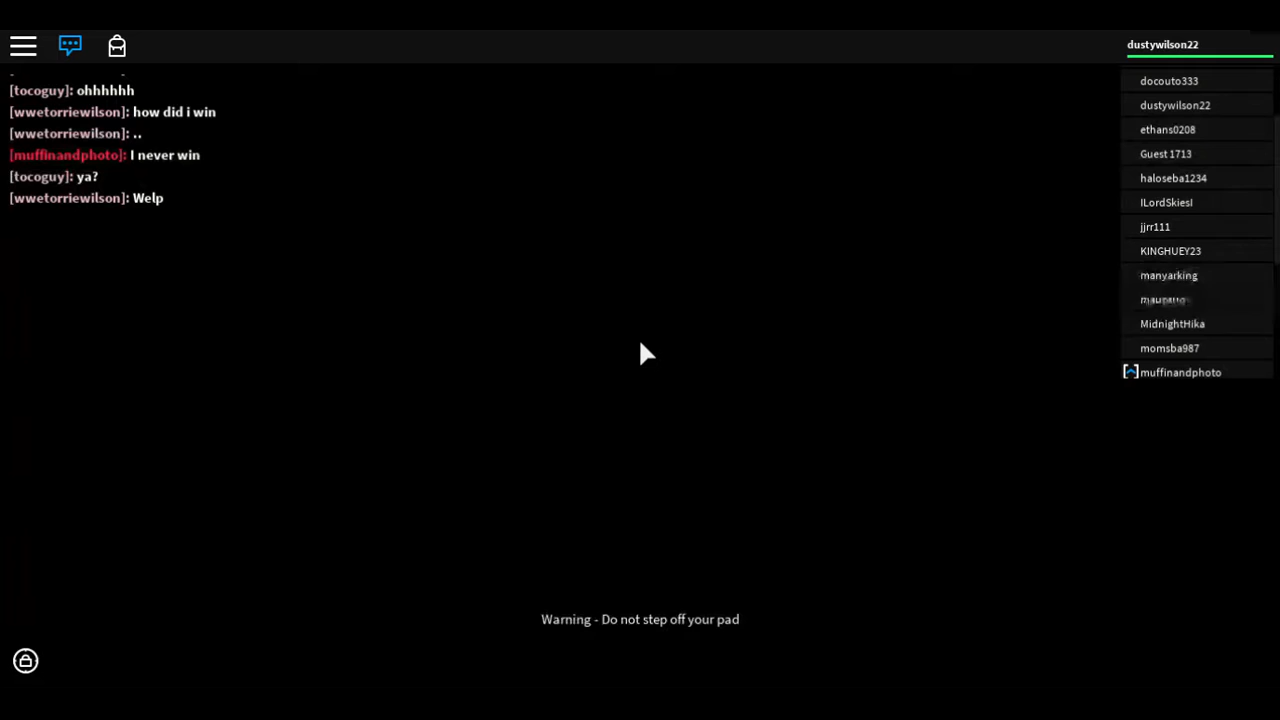 dustywilson22
[tocoguy]: ohhhhhh
[wwetorriewilson]: how did i win
[wwetorriewilson]: ..
[muffinandphoto]: I never win
[tocoguy]: ya?
[wwetorriewilson]: Welp
docouto333
dustywilson22
ethans0208
Guest 1713
haloseba1234
ILordSkiesI
jjrr111
KINGHUEY23
manyarking
MidnightHika
momsba987
muffinandphoto
Warning - Do not step off your pad